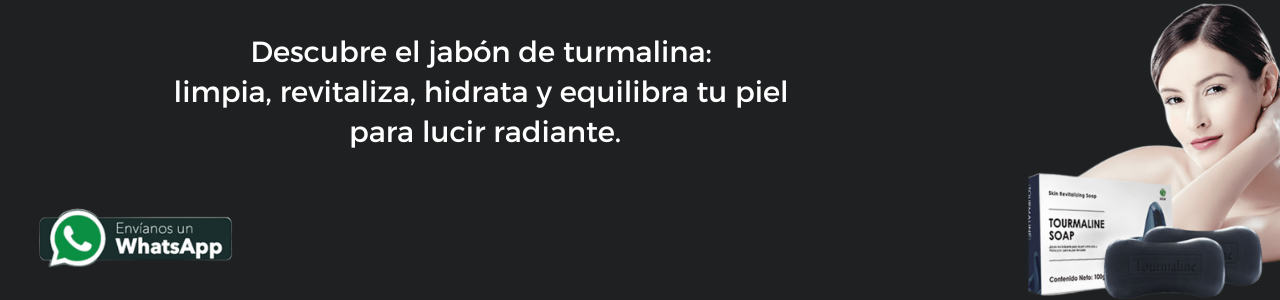 Descubre el jabón de turmalina:
limpia, revitaliza, hidrata y equilibra tu piel
para lucir radiante.
Envíanos un
WhatsApp
Skin Revitalizing Soap
TOURMALINE
SOAP
Contenido Neto: 100g
Tourmaline